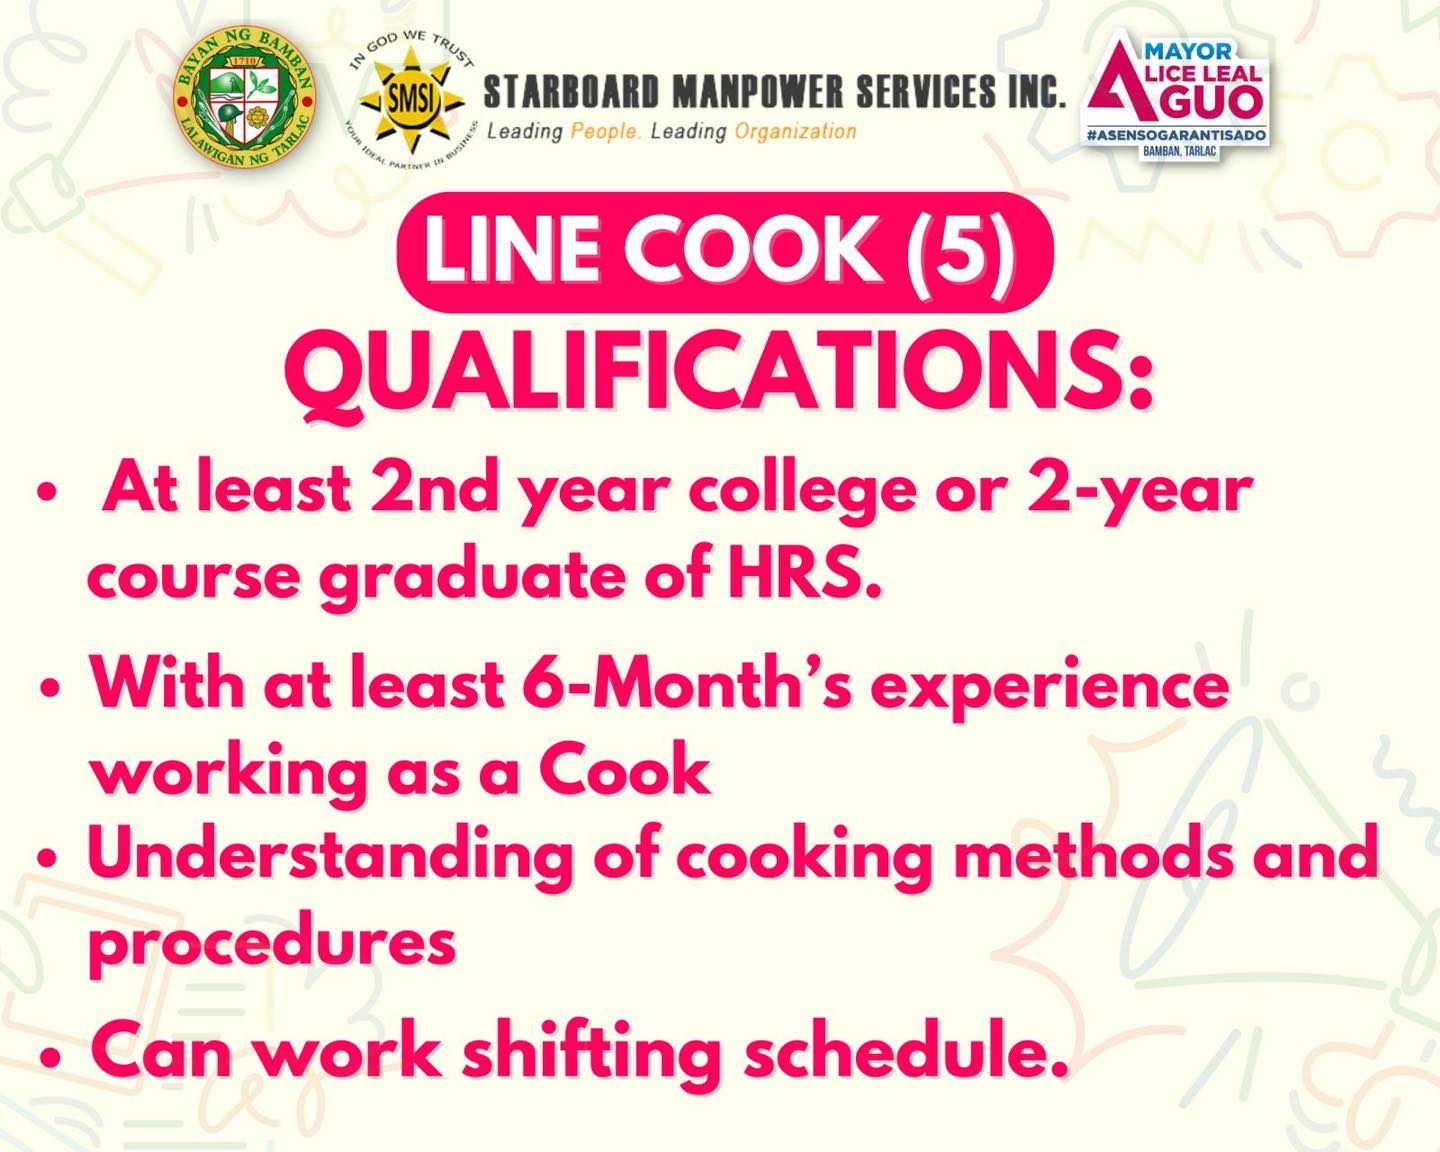 BAYAN NG BAMBAN
1710
LALAWIGAN NG TARLAC
IN GOD WE TRUST
SMSI
YOUR IDEAL PARTNER IN BUSINESS
STARBOARD MANPOWER SERVICES INC.
Leading People. Leading Organization
MAYOR
ALICE LEAL
GUO
#ASENSOGARANTISADO
BAMBAN, TARLAC
LINE COOK (5)
QUALIFICATIONS:
• At least 2nd year college or 2-year
course graduate of HRS.
• With at least 6-Month’s experience
working as a Cook
• Understanding of cooking methods and
procedures
• Can work shifting schedule.